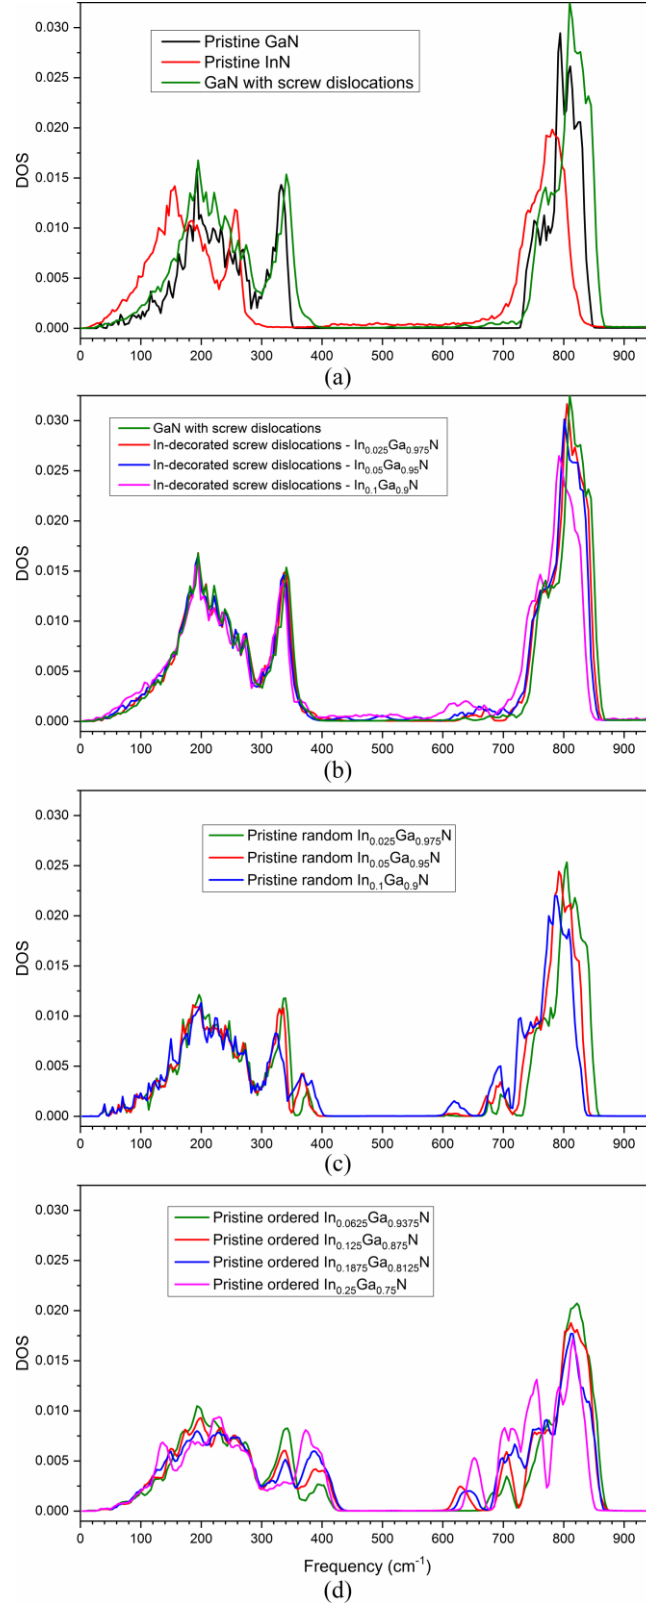 0.030
0.025
0.020
0.015
0.010
0.005
0.000
DOS
Pristine GaN
Pristine InN
GaN with screw dislocations
0 100 200 300 400 500 600 700 800 900
(a)
0.030
0.025
0.020
0.015
0.010
0.005
0.000
DOS
GaN with screw dislocations
In-decorated screw dislocations - In0.025Ga0.975N
In-decorated screw dislocations - In0.05Ga0.95N
In-decorated screw dislocations - In0.1Ga0.9N
0 100 200 300 400 500 600 700 800 900
(b)
0.030
0.025
0.020
0.015
0.010
0.005
0.000
DOS
Pristine random In0.025Ga0.975N
Pristine random In0.05Ga0.95N
Pristine random In0.1Ga0.9N
0 100 200 300 400 500 600 700 800 900
(c)
0.030
0.025
0.020
0.015
0.010
0.005
0.000
DOS
Pristine ordered In0.0625Ga0.9375N
Pristine ordered In0.125Ga0.875N
Pristine ordered In0.1875Ga0.8125N
Pristine ordered In0.25Ga0.75N
0 100 200 300 400 500 600 700 800 900
Frequency (cm-1)
(d)